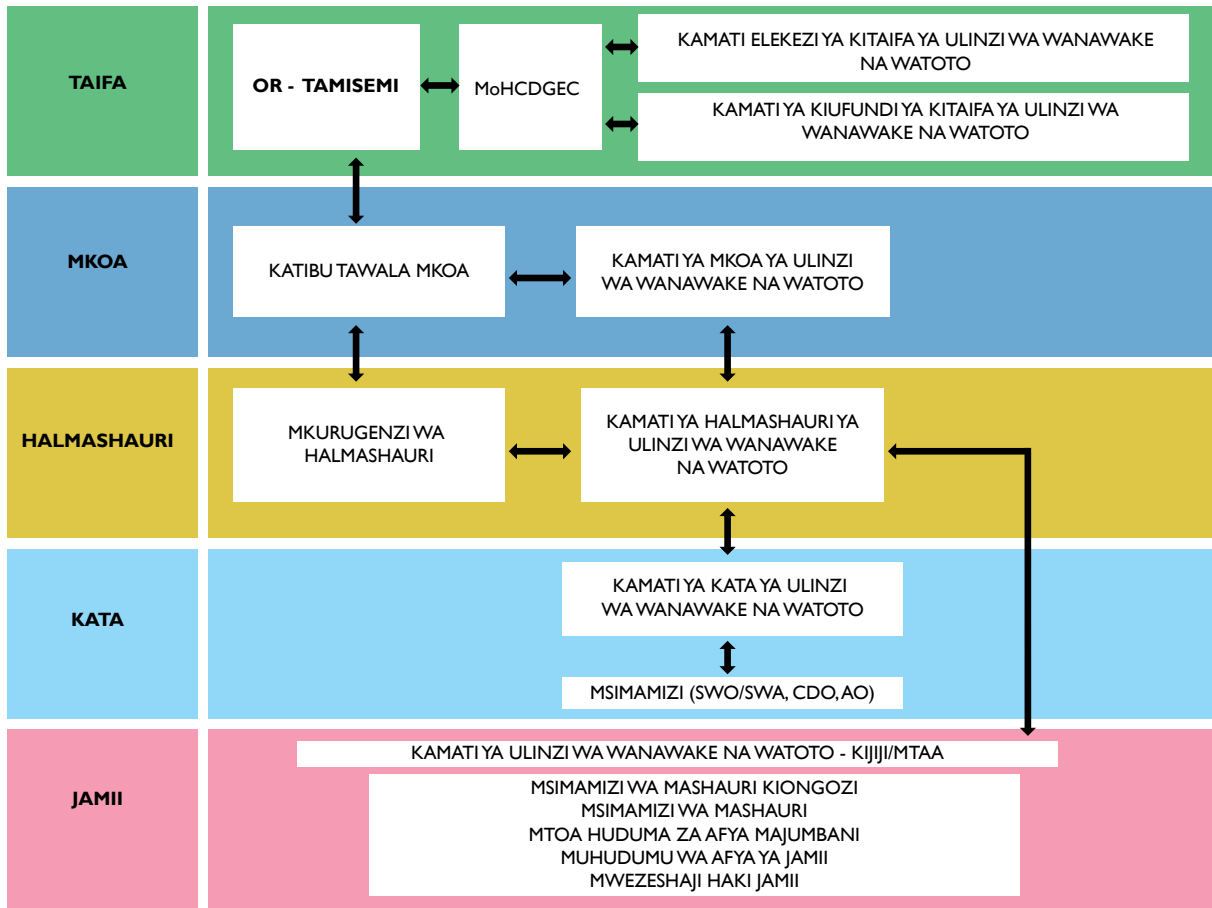 TAIFA
OR - TAMISEMI
MoHCDGEC
KAMATI ELEKEZI YA KITAIFA YA ULINZI WA WANAWAKE
NA WATOTO
KAMATI YA KIUFUNDI YA KITAIFA YA ULINZI WA
WANAWAKE NA WATOTO
MKOA
KATIBU TAWALA MKOA
KAMATI YA MKOA YA ULINZI
WA WANAWAKE NA WATOTO
HALMASHAURI
MKURUGENZI WA
HALMASHAURI
KAMATI YA HALMASHAURI YA
ULINZI WA WANAWAKE
NA WATOTO
KATA
KAMATI YA KATA YA ULINZI
WA WANAWAKE NA WATOTO
MSIMAMIZI (SWO/SWA, CDO, AO)
JAMII
KAMATI YA ULINZI WA WANAWAKE NA WATOTO - KIJIJI/MTAA
MSIMAMIZI WA MASHAURI KIONGOZI
MSIMAMIZI WA MASHAURI
MTOA HUDUMA ZA AFYA MAJUMBANI
MUHUDUMU WA AFYA YA JAMII
MWEZESHAJI HAKI JAMII